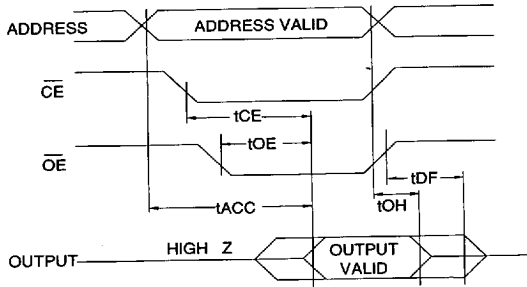 ADDRESS
ADDRESS VALID
CE
tCE
tOE
OE
tDF
tOH
tACC
HIGH Z
OUTPUT
OUTPUT
VALID